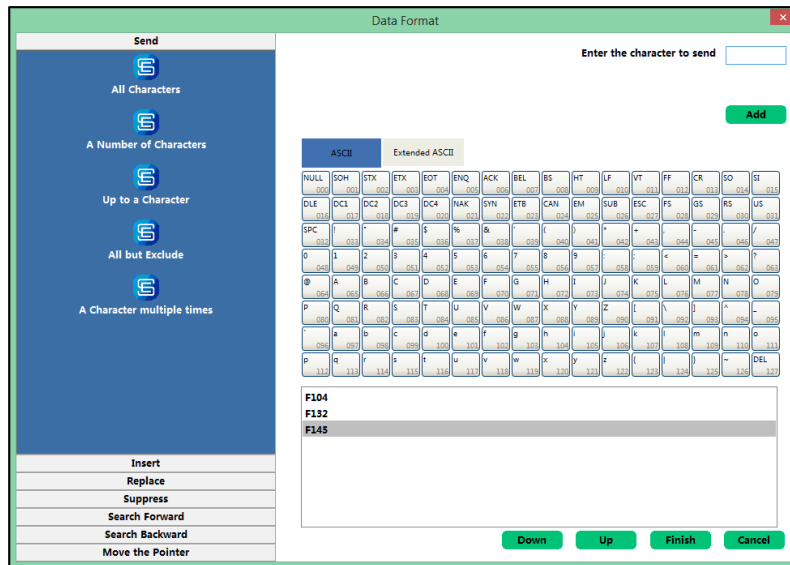 Data Format
Send
All Characters
A Number of Characters
Up to a Character
All but Exclude
A Character multiple times
Insert
Replace
Suppress
Search Forward
Search Backward
Move the Pointer
Enter the character to send
Add
ASCII Extended ASCII
NULL SOH STX ETX EOT ENQ ACK BEL BS HT LF VT FF CR SO SI
000 001 002 003 004 005 006 007 008 009 010 011 012 013 014 015
DLE DC1 DC2 DC3 DC4 NAK SYN ETB CAN EM SUB ESC FS GS RS US
016 017 018 019 020 021 022 023 024 025 026 027 028 029 030 031
SPC ! " # $ % & ' ( ) * + , - . /
032 033 034 035 036 037 038 039 040 041 042 043 044 045 046 047
0 1 2 3 4 5 6 7 8 9 : ; < = > ?
048 049 050 051 052 053 054 055 056 057 058 059 060 061 062 063
@ A B C D E F G H I J K L M N O
064 065 066 067 068 069 070 071 072 073 074 075 076 077 078 079
P Q R S T U V W X Y Z [ \ ] ^ _
080 081 082 083 084 085 086 087 088 089 090 091 092 093 094 095
` a b c d e f g h i j k l m n o
096 097 098 099 100 101 102 103 104 105 106 107 108 109 110 111
p q r s t u v w x y z { | } ~ DEL
112 113 114 115 116 117 118 119 120 121 122 123 124 125 126 127
F104
F132
F145
Down Up Finish Cancel